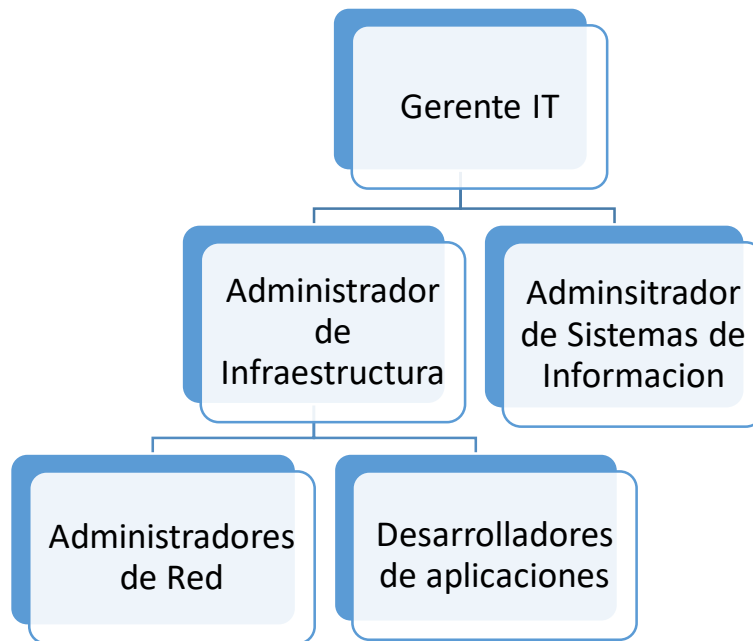 Gerente IT
Administrador
de
Infraestructura
Adminsitrador
de Sistemas de
Informacion
Administradores
de Red
Desarrolladores
de aplicaciones